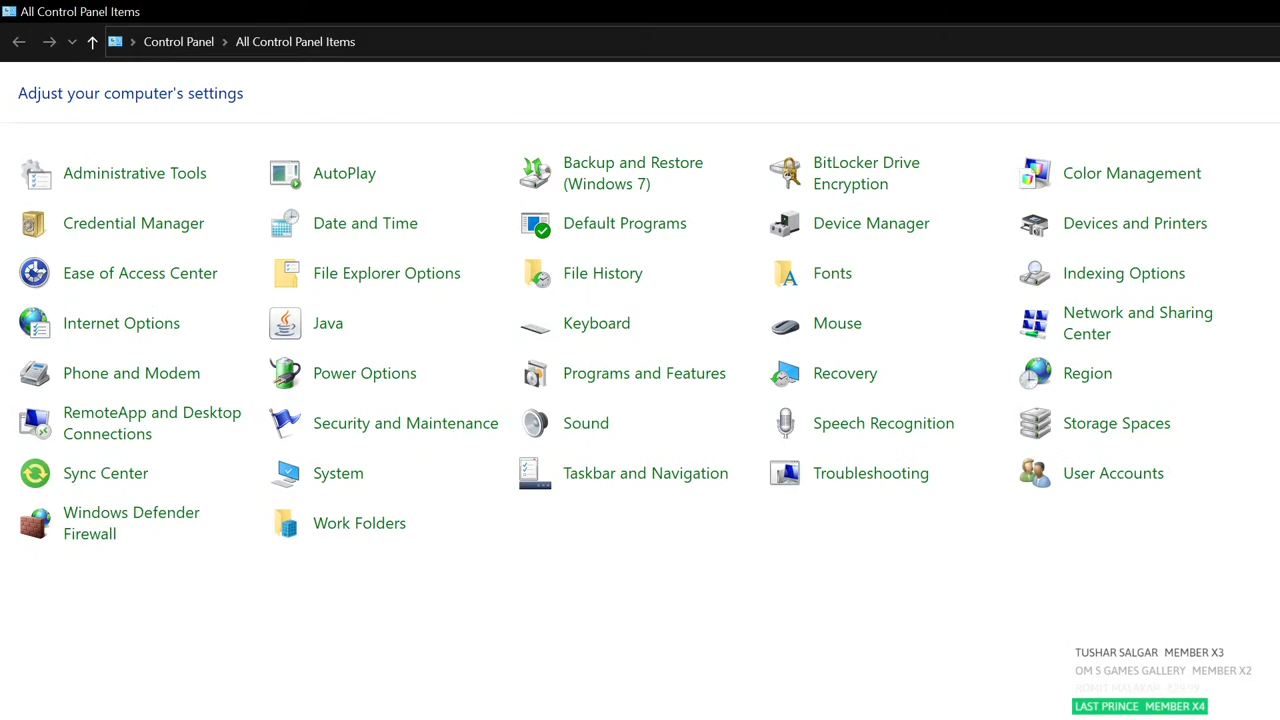 All Control Panel Items
Control Panel
All Control Panel Items
Adjust your computer's settings
Administrative Tools
AutoPlay
Backup and Restore
(Windows 7)
BitLocker Drive
Encryption
Color Management
Credential Manager
Date and Time
Default Programs
Device Manager
Devices and Printers
Ease of Access Center
File Explorer Options
File History
Fonts
Indexing Options
Internet Options
Java
Keyboard
Mouse
Network and Sharing
Center
Phone and Modem
Power Options
Programs and Features
Recovery
Region
RemoteApp and Desktop
Connections
Security and Maintenance
Sound
Speech Recognition
Storage Spaces
Sync Center
System
Taskbar and Navigation
Troubleshooting
User Accounts
Windows Defender
Firewall
Work Folders
TUSHAR SALGAR MEMBER X3
OM S GAMES GALLERY MEMBER X2
LAST PRINCE MEMBER X4